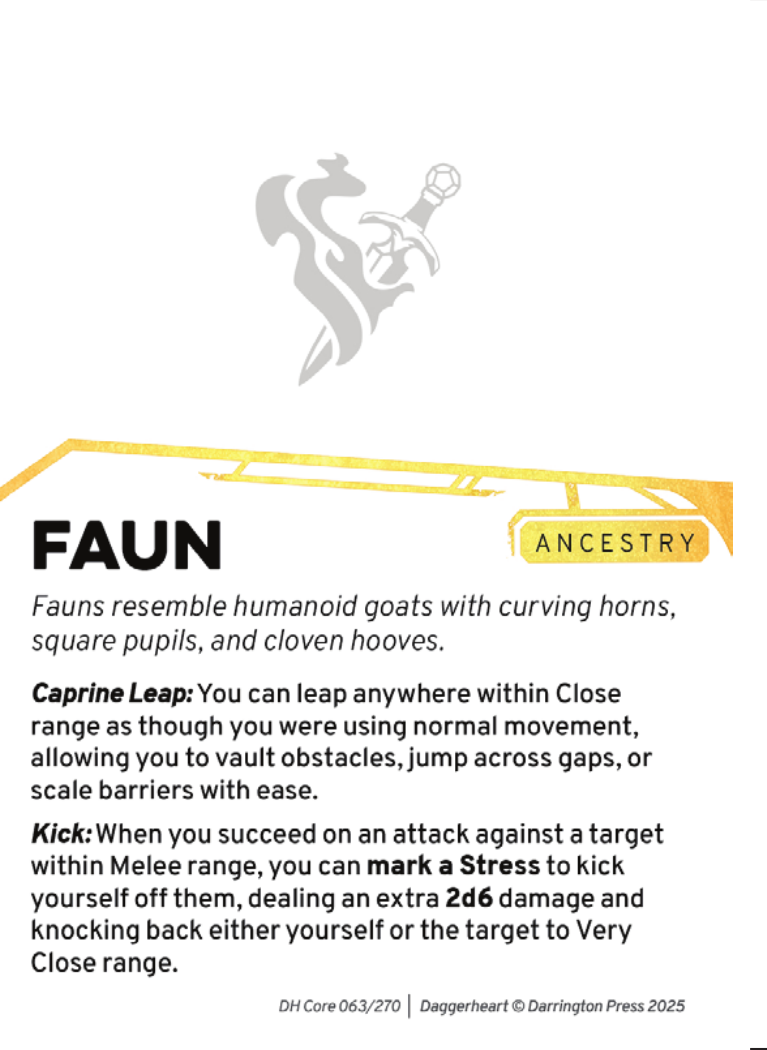 FAUN
ANCESTRY
Fauns resemble humanoid goats with curving horns,
square pupils, and cloven hooves.
Caprine Leap: You can leap anywhere within Close
range as though you were using normal movement,
allowing you to vault obstacles, jump across gaps, or
scale barriers with ease.
Kick: When you succeed on an attack against a target
within Melee range, you can mark a Stress to kick
yourself off them, dealing an extra 2d6 damage and
knocking back either yourself or the target to Very
Close range.
DH Core 063/270 | Daggerheart © Darrington Press 2025